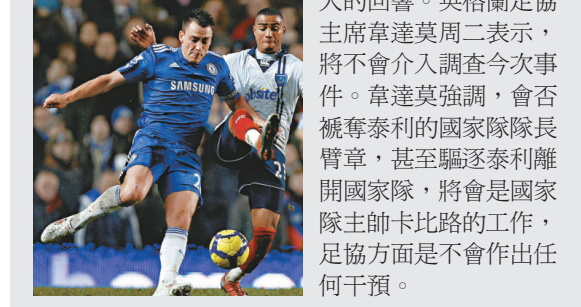 人的回響。英格蘭足協
主席韋達莫周二表示，
將不會介入調查今次事
件。韋達莫強調，會否
褫奪泰利的國家隊隊長
臂章，甚至驅逐泰利離
開國家隊，將會是國家
隊主帥卡比路的工作，
足協方面是不會作出任
何干預。
SAMSUNG
obsite